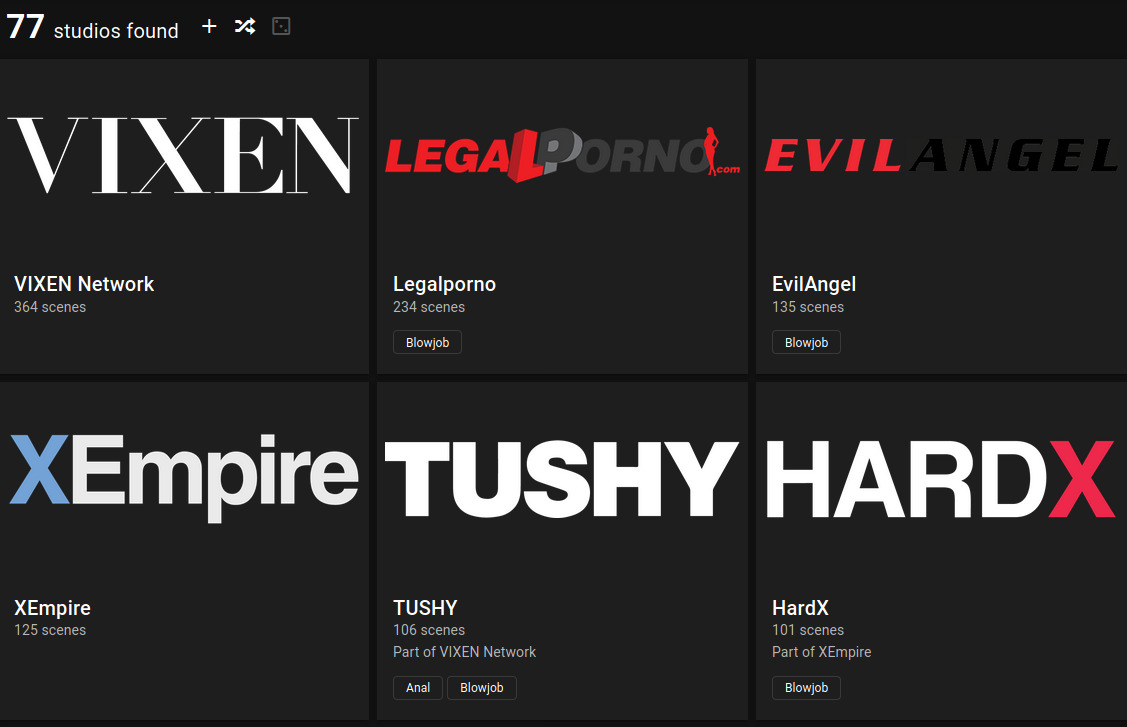 77 studios found
VIXEN
LEGALPORNO.com
EVILANGEL
VIXEN Network
364 scenes
Legalporno
234 scenes
Blowjob
EvilAngel
135 scenes
Blowjob
XEmpire
TUSHY
HARDX
XEmpire
125 scenes
TUSHY
106 scenes
Part of VIXEN Network
Anal Blowjob
HardX
101 scenes
Part of XEmpire
Blowjob